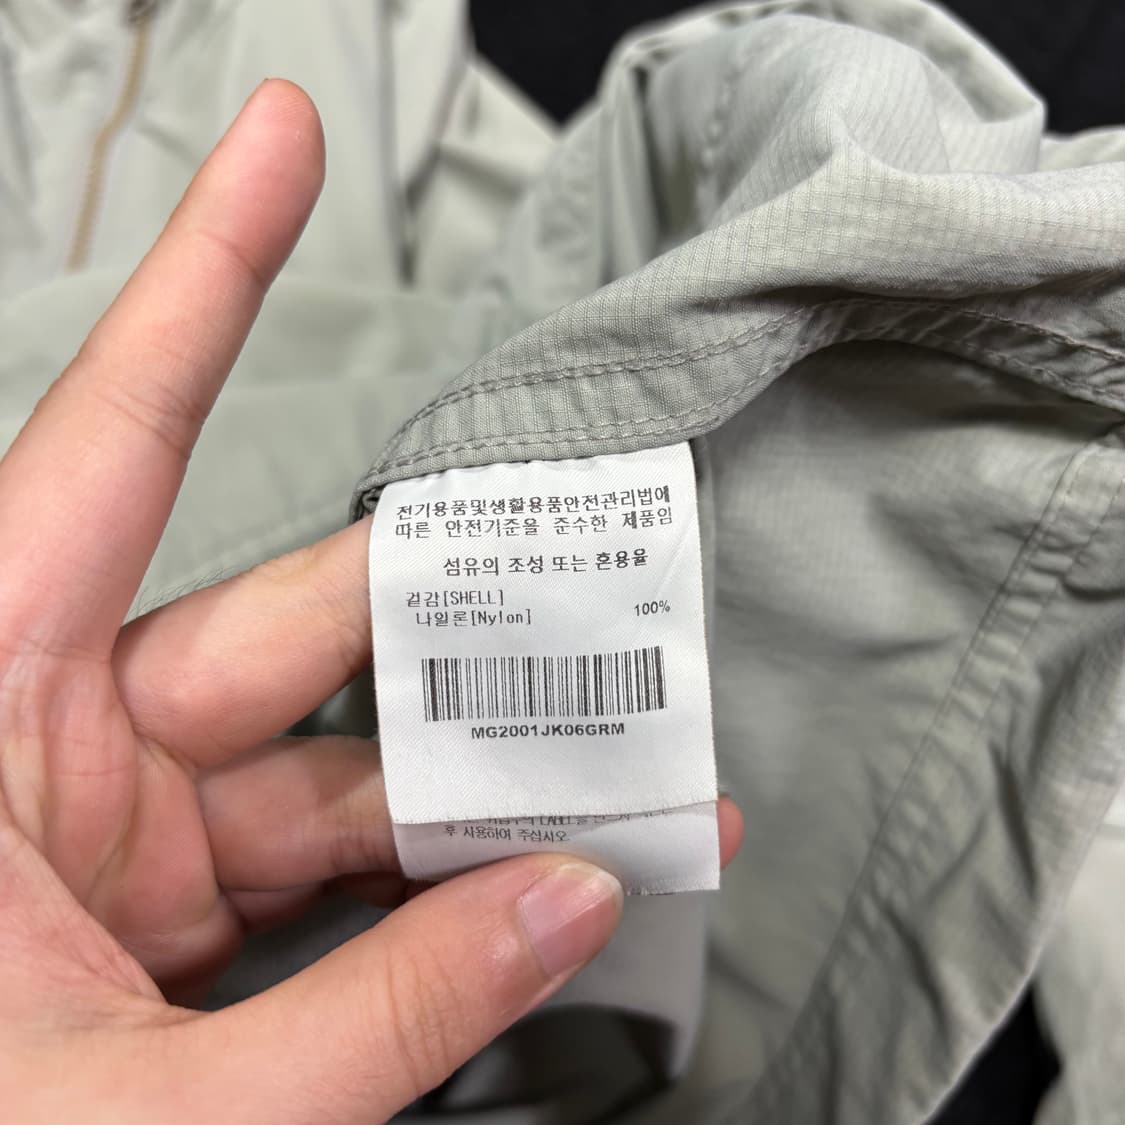 전기용품및생활용품안전관리법에
따른 안전기준을 준수한 제품임
섬유의 조성 또는 혼용율
겉감[SHELL]
나일론[Nylon] 100%
MG2001JK06GRM
후 사용하여 주십시오